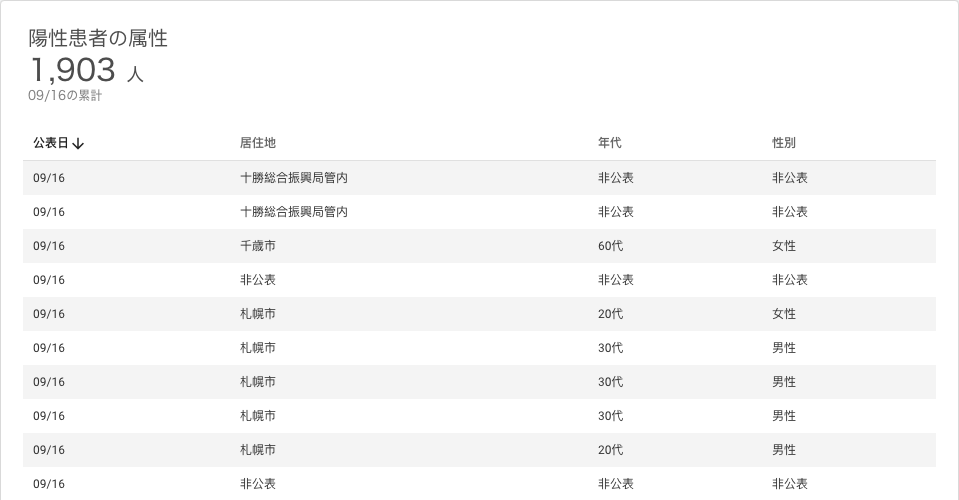 陽性患者の属性
1,903 人
09/16の累計
公表日 居住地 年代 性別
09/16 十勝総合振興局管内 非公表 非公表
09/16 十勝総合振興局管内 非公表 非公表
09/16 千歳市 60代 女性
09/16 非公表 非公表 非公表
09/16 札幌市 20代 女性
09/16 札幌市 30代 男性
09/16 札幌市 30代 男性
09/16 札幌市 30代 男性
09/16 札幌市 20代 男性
09/16 非公表 非公表 非公表